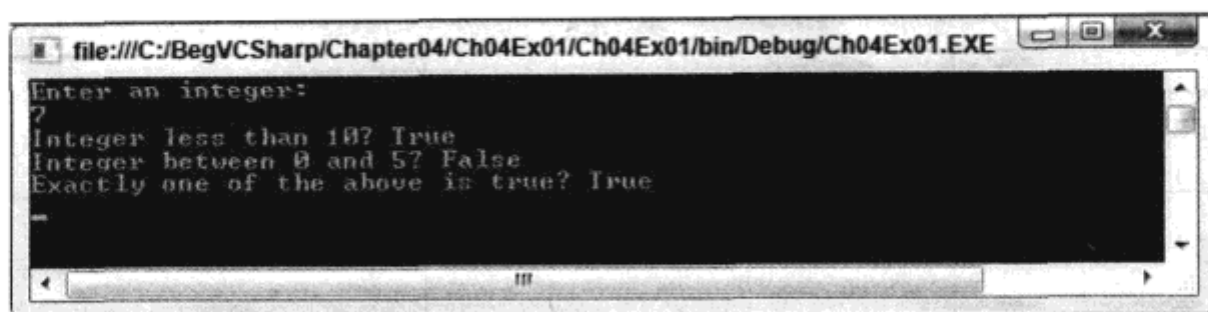 file:///C:/BegVCSharp/Chapter04/Ch04Ex01/Ch04Ex01/bin/Debug/Ch04Ex01.EXE
Enter an integer:
7
Integer less than 10? True
Integer between 0 and 5? False
Exactly one of the above is true? True